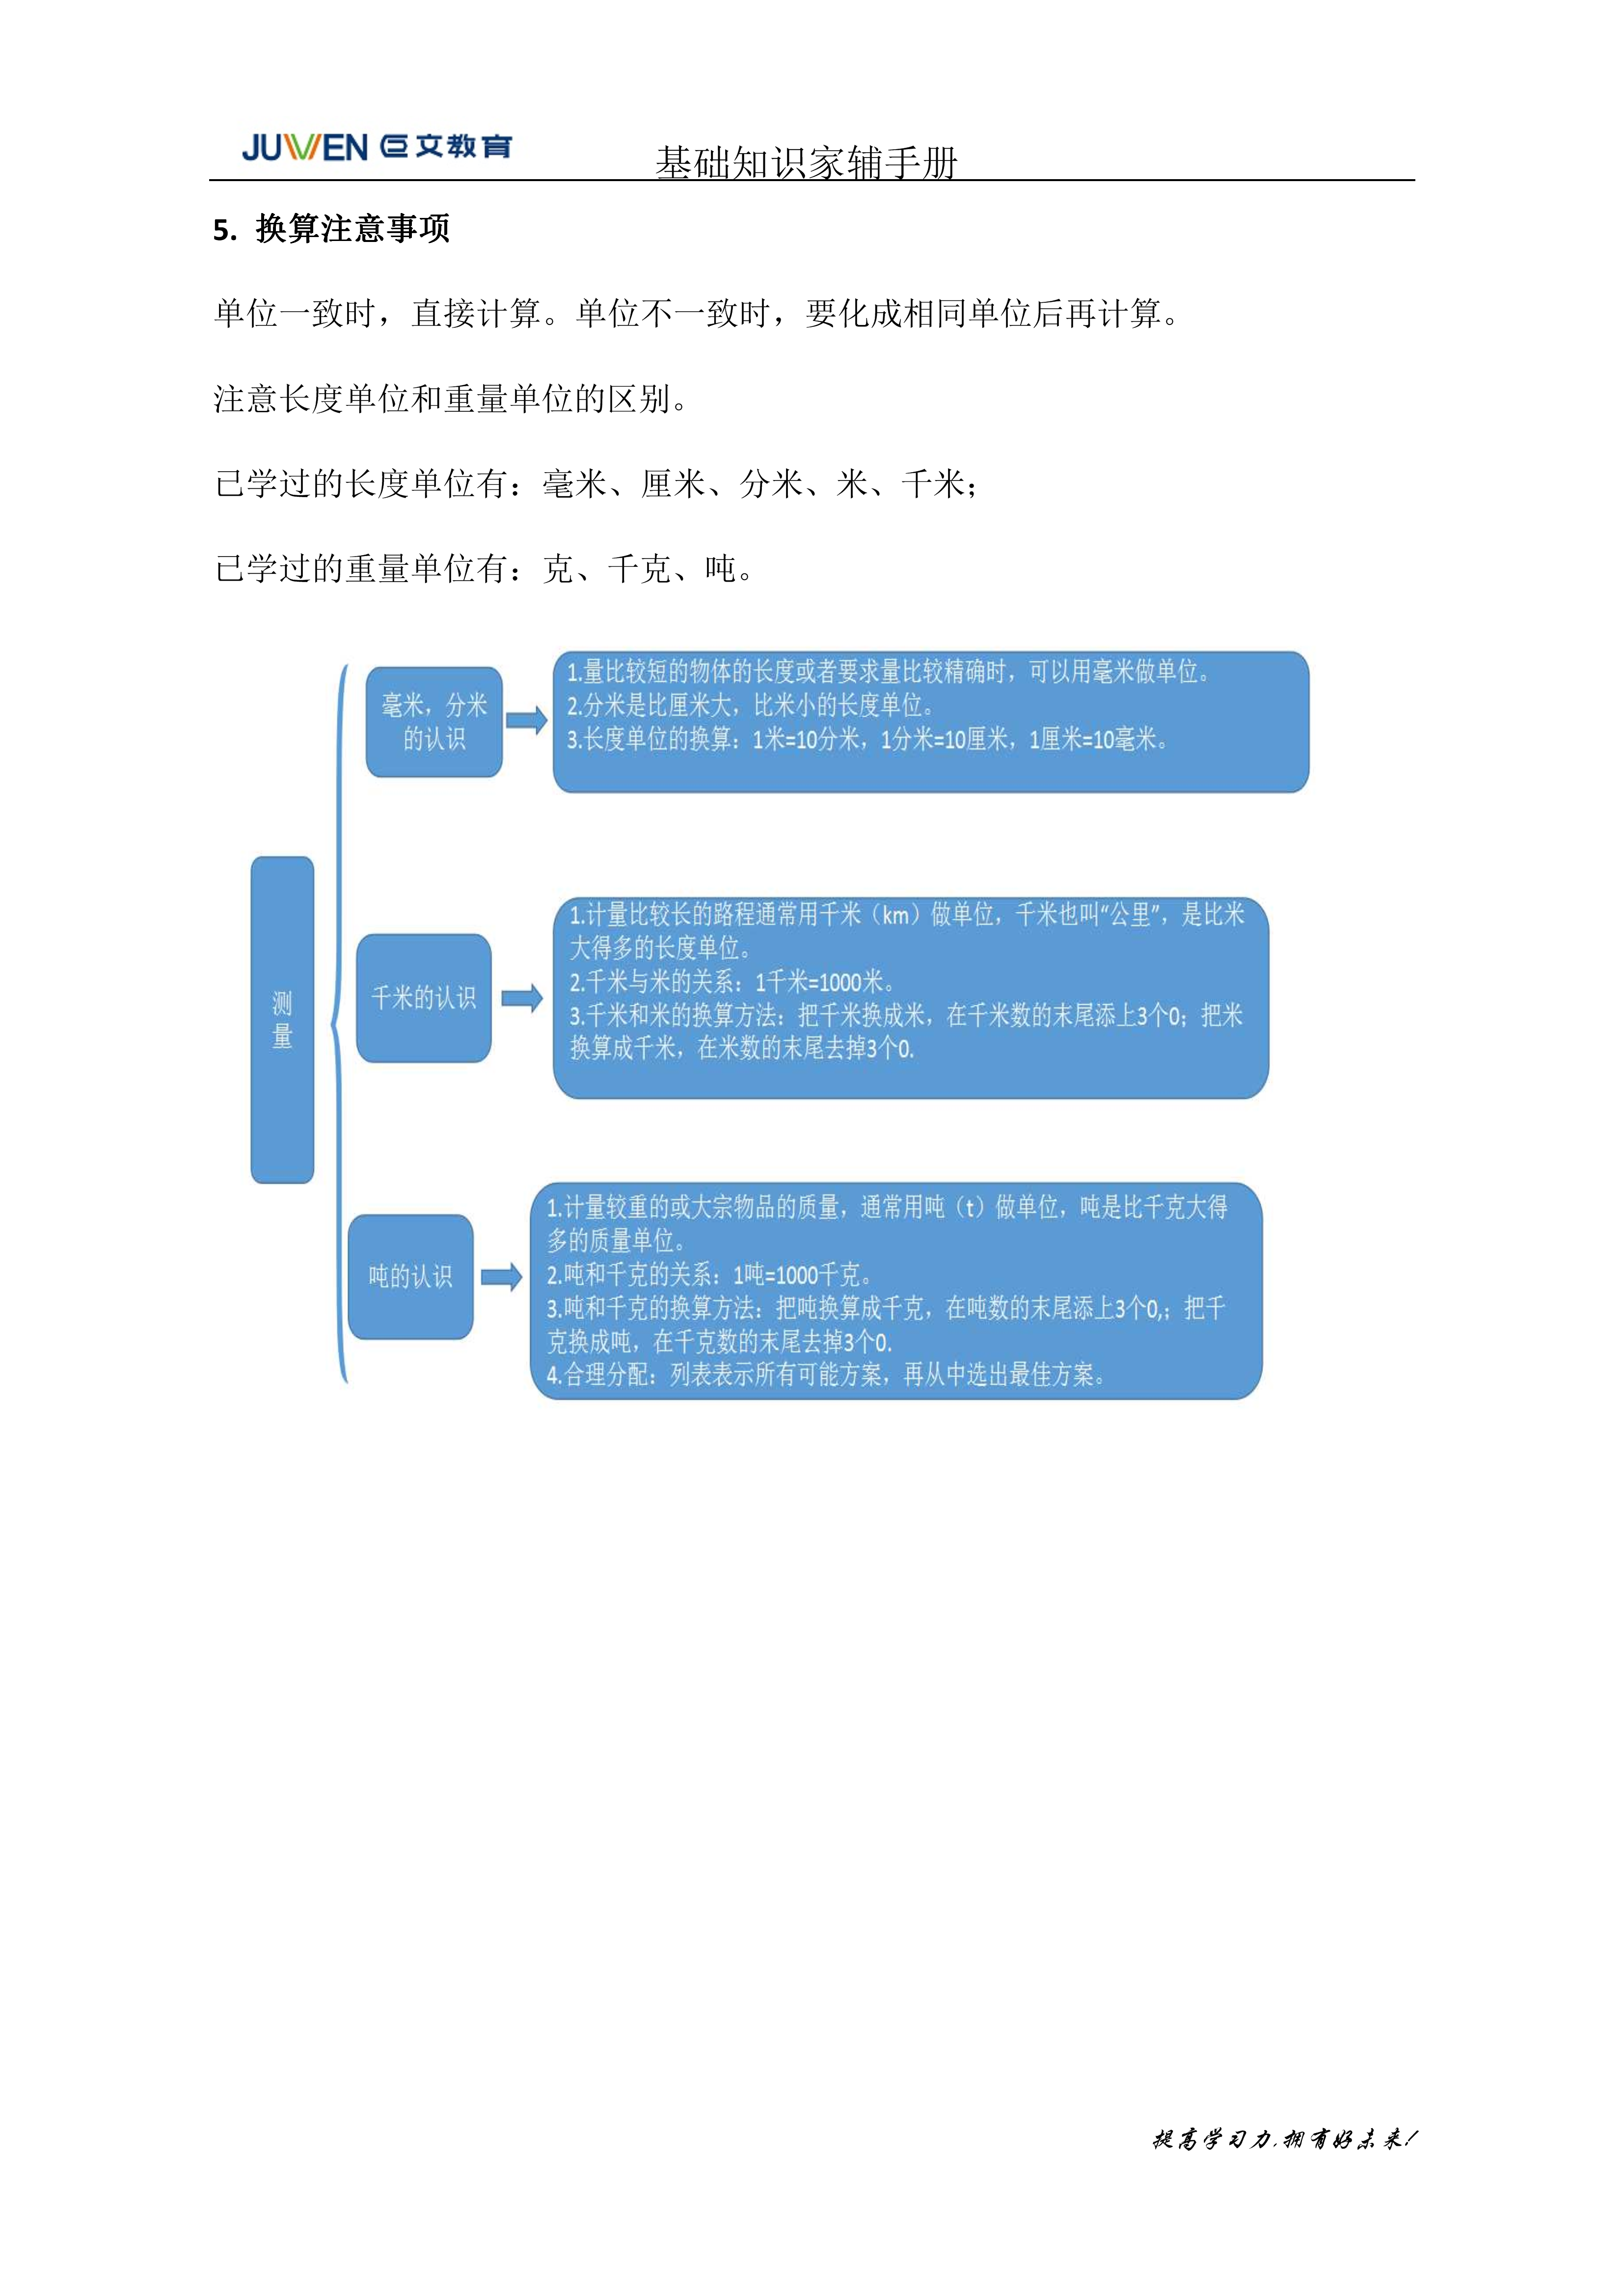 JUWEN 巨文教育
基础知识家辅手册
5. 换算注意事项
单位一致时，直接计算。单位不一致时，要化成相同单位后再计算。
注意长度单位和重量单位的区别。
已学过的长度单位有：毫米、厘米、分米、米、千米；
已学过的重量单位有：克、千克、吨。
测
量
毫米，分米
的认识
1.量比较短的物体的长度或者要求量比较精确时，可以用毫米做单位。
2.分米是比厘米大，比米小的长度单位。
3.长度单位的换算：1米=10分米，1分米=10厘米，1厘米=10毫米。
千米的认识
1.计量比较长的路程通常用千米（km）做单位，千米也叫“公里”，是比米
大得多的长度单位。
2.千米与米的关系：1千米=1000米。
3.千米和米的换算方法：把千米换成米，在千米数的末尾添上3个0；把米
换算成千米，在米数的末尾去掉3个0.
吨的认识
1.计量较重的或大宗物品的质量，通常用吨（t）做单位，吨是比千克大得
多的质量单位。
2.吨和千克的关系：1吨=1000千克。
3.吨和千克的换算方法：把吨换算成千克，在吨数的末尾添上3个0,；把千
克换成吨，在千克数的末尾去掉3个0.
4.合理分配：列表表示所有可能方案，再从中选出最佳方案。
提高学习力,拥有好未来!